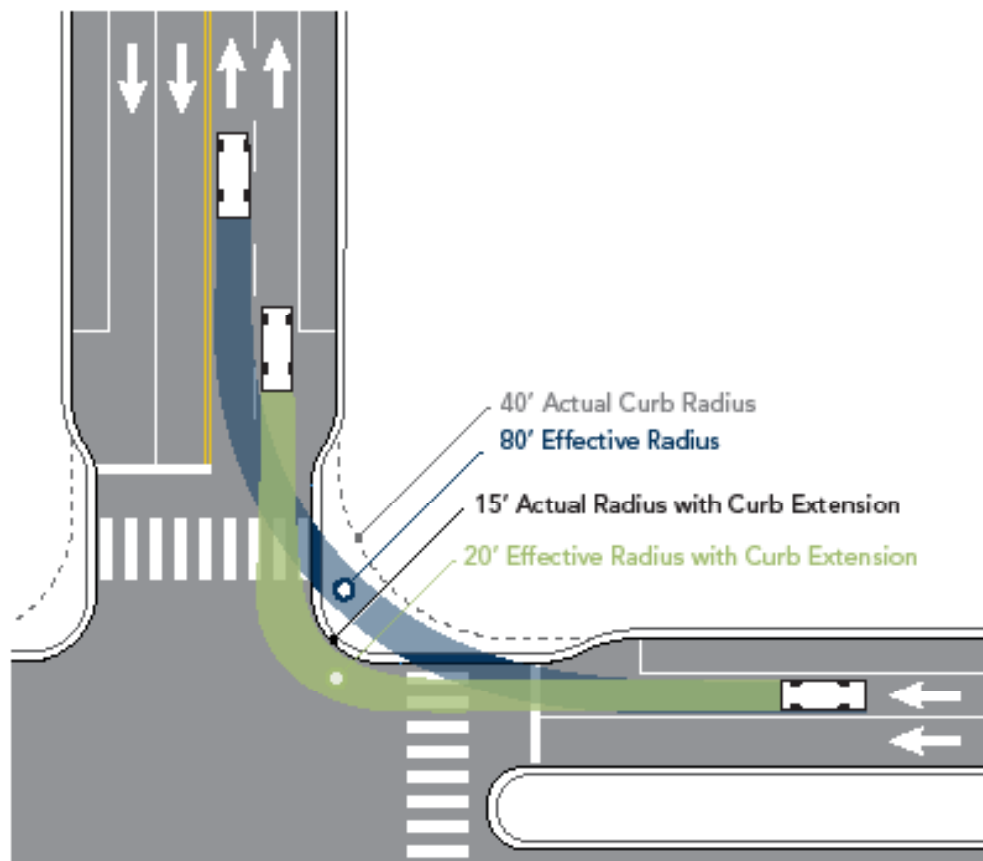 40’ Actual Curb Radius
80’ Effective Radius
15’ Actual Radius with Curb Extension
20’ Effective Radius with Curb Extension